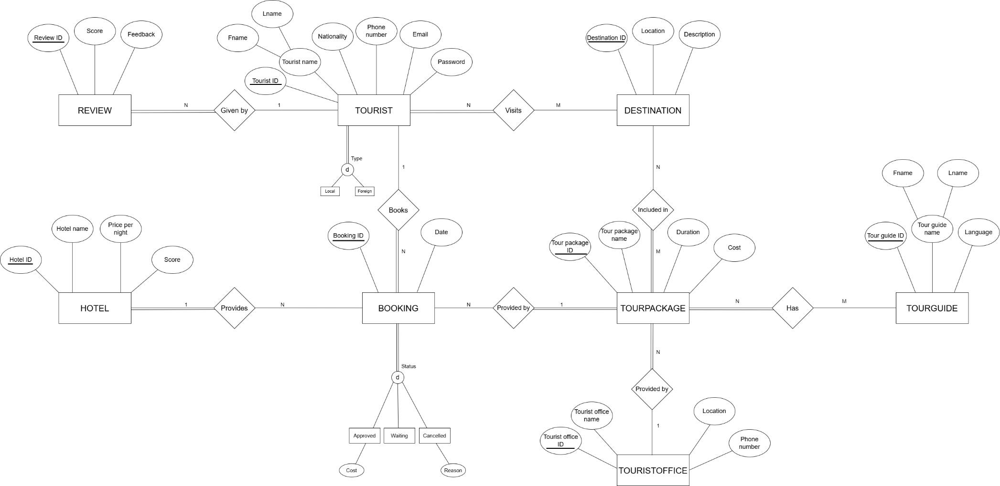 Lname
Fname
Review ID
Score
Feedback
Nationality
Phone
number
Email
Tourist name
Password
Tourist ID
Destination ID
Location
Description
REVIEW
N
Given by
1
TOURIST
N
Visits
M
DESTINATION
Type
d
Local
Foreign
1
Books
N
N
Included in
M
Fname
Lname
Tour guide ID
Tour guide
name
Language
Hotel ID
Hotel name
Price per
night
Score
Booking ID
Date
Tour package
ID
Tour package
name
Duration
Cost
HOTEL
1
Provides
N
BOOKING
N
Provided by
1
TOURPACKAGE
N
Has
M
TOURGUIDE
Status
d
Approved
Waiting
Cancelled
Cost
Reason
N
Provided by
1
Tourist office
ID
Tourist office
name
Location
Phone
number
TOURISTOFFICE